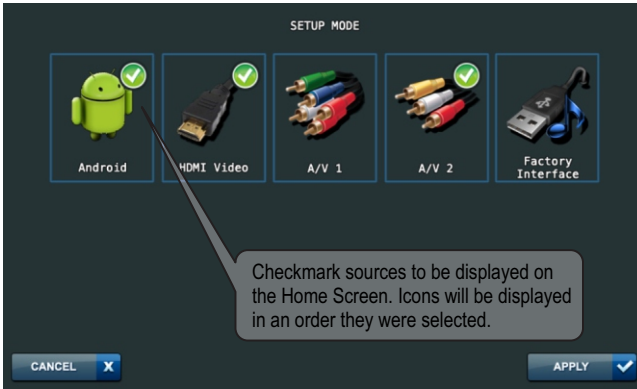 SETUP MODE
Android
HDMI Video
A/V 1
A/V 2
Factory
Interface
Checkmark sources to be displayed on
the Home Screen. Icons will be displayed
in an order they were selected.
CANCEL X
APPLY